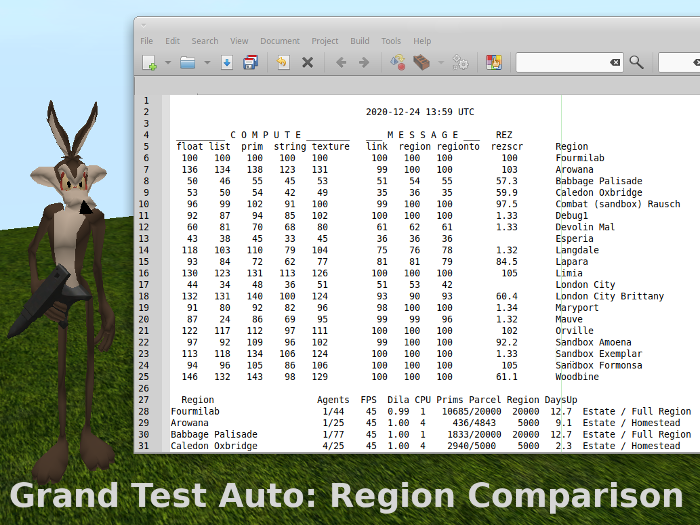 File Edit Search View Document Project Build Tools Help
1
2 2020-12-24 13:59 UTC
3
4 ________ C O M P U T E ________ ___ M E S S A G E ___ REZ
5 float list prim string texture link region regionto rezscr Region
6 100 100 100 100 100 100 100 100 100 Fourmilab
7 136 134 138 123 131 99 100 100 103 Arowana
8 50 46 55 45 53 51 54 55 57.3 Babbage Palisade
9 53 50 54 42 49 35 36 35 59.9 Caledon Oxbridge
10 96 99 102 91 100 99 100 100 97.5 Combat (sandbox) Rausch
11 92 87 94 85 102 100 100 100 1.33 Debug1
12 60 81 70 68 80 61 62 61 1.33 Devolin Mal
13 43 38 45 33 45 36 36 36 Esperia
14 118 103 110 79 104 75 76 78 1.32 Langdale
15 93 84 72 62 77 81 81 79 84.5 Lapara
16 130 123 131 113 126 100 100 100 105 Limia
17 44 34 48 36 51 51 53 42 London City
18 132 131 140 100 124 93 90 93 60.4 London City Brittany
19 91 80 92 82 96 98 100 100 1.34 Maryport
20 87 24 86 69 95 99 99 96 1.32 Mauve
21 122 117 112 97 111 100 100 100 102 Orville
22 97 92 109 96 102 99 100 100 92.2 Sandbox Amoena
23 113 118 134 106 124 100 100 100 1.33 Sandbox Exemplar
24 94 96 105 86 106 100 100 100 105 Sandbox Formonsa
25 146 132 143 98 129 100 100 100 61.1 Woodbine
26
27 Region Agents FPS Dila CPU Prims Parcel Region DaysUp
28 Fourmilab 1/44 45 0.99 1 10685/20000 20000 12.7 Estate / Full Region
29 Arowana 1/25 45 1.00 4 436/4843 5000 9.1 Estate / Homestead
30 Babbage Palisade 1/77 45 1.00 1 1833/20000 20000 12.7 Estate / Full Region
31 Caledon Oxbridge 4/25 45 1.00 4 2940/5000 5000 2.3 Estate / Homestead
Grand Test Auto: Region Comparison